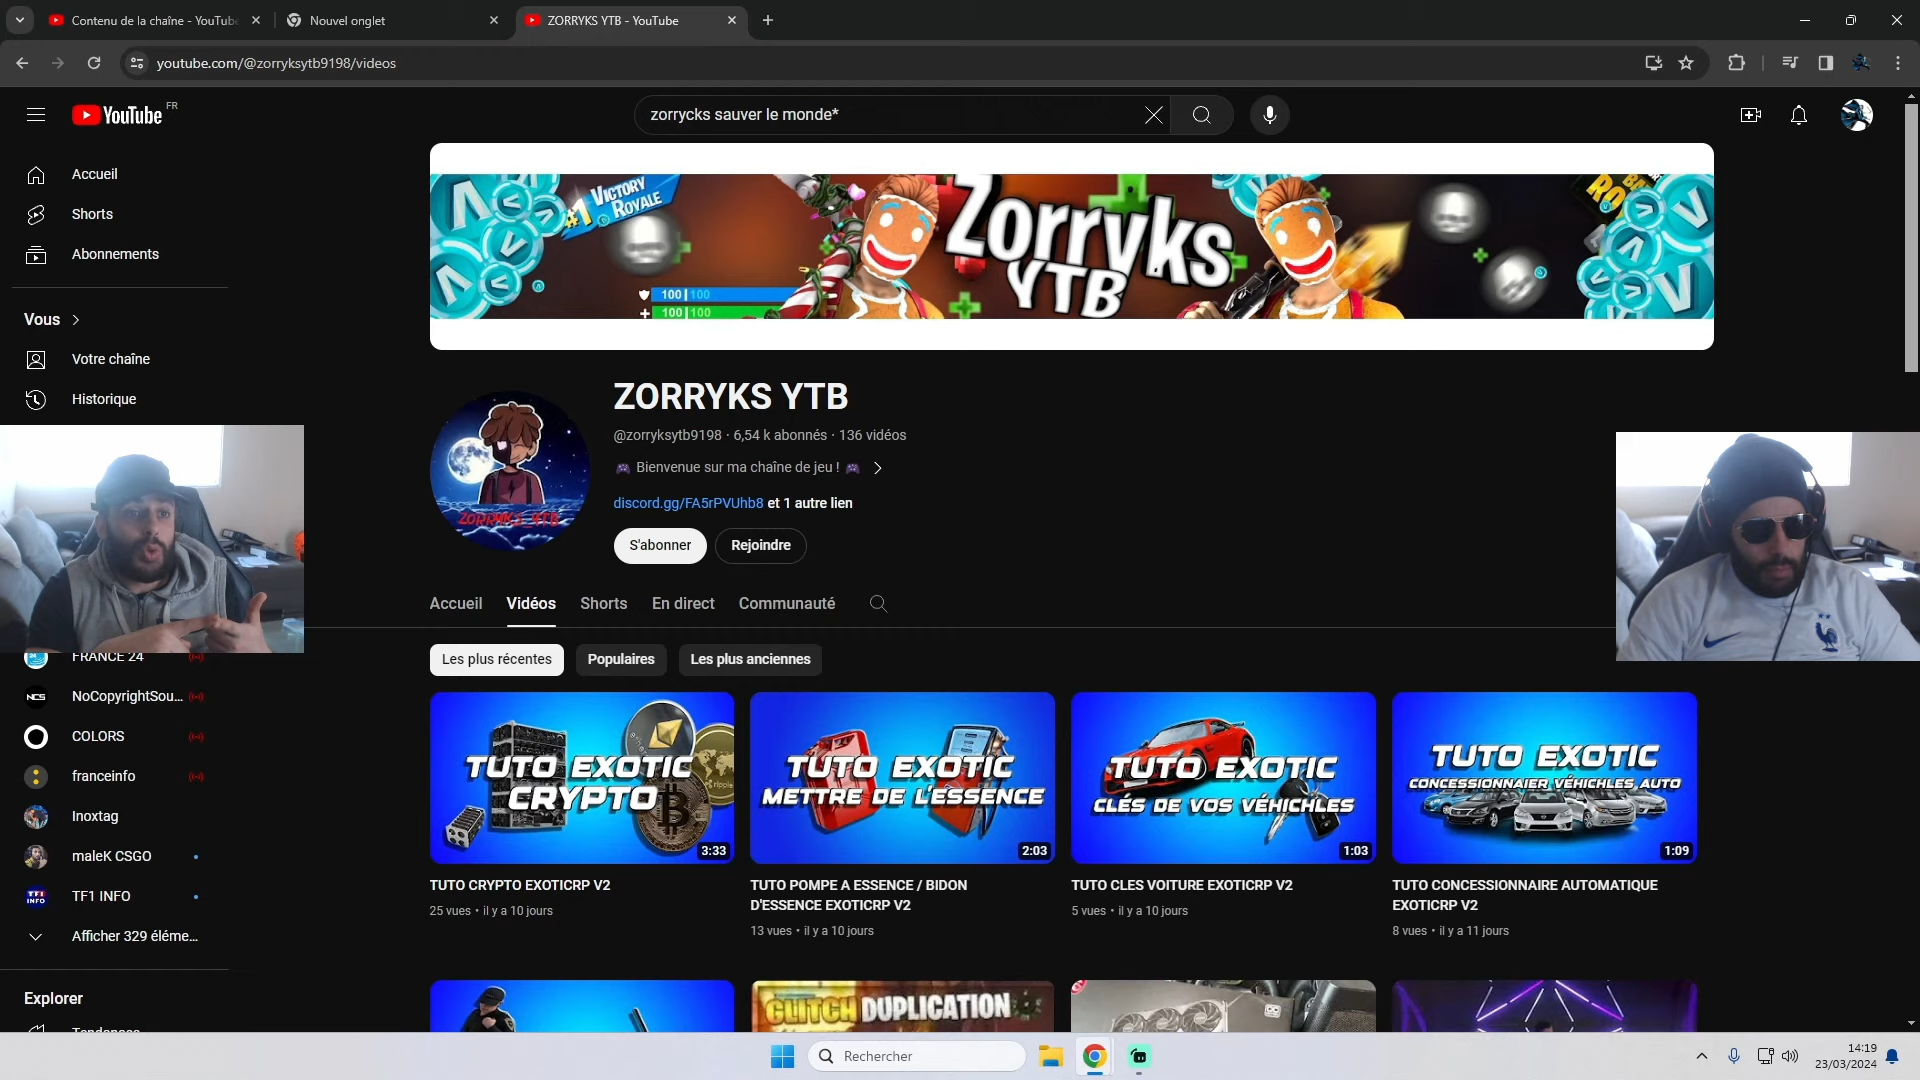 Contenu de la chaîne - YouTub
Nouvel onglet
ZORRYKS YTB - YouTube
youtube.com/@zorryksytb9198/videos
YouTube FR
zorrycks sauver le monde*
Accueil
Shorts
Abonnements
Vous
Votre chaîne
Historique
#1 VICTORY ROYALE
100 | 100
100 | 100
Zorryks
YTB
ZORRYKS YTB
@zorryksytb9198 · 6,54 k abonnés · 136 vidéos
Bienvenue sur ma chaîne de jeu !
discord.gg/FA5rPVUhb8 et 1 autre lien
ZORRYKS_YTB
S'abonner
Rejoindre
Accueil
Vidéos
Shorts
En direct
Communauté
Les plus récentes
Populaires
Les plus anciennes
FRANCE 24
NCS
NoCopyrightSou...
COLORS
franceinfo
Inoxtag
maleK CSGO
TF1 INFO
TF1 INFO
Afficher 329 éléme...
Explorer
Tendances
TUTO EXOTIC
CRYPTO
3:33
TUTO CRYPTO EXOTICRP V2
25 vues • il y a 10 jours
TUTO EXOTIC
METTRE DE L'ESSENCE
2:03
TUTO POMPE A ESSENCE / BIDON
D'ESSENCE EXOTICRP V2
13 vues • il y a 10 jours
TUTO EXOTIC
CLÉS DE VOS VÉHICHLES
1:03
TUTO CLES VOITURE EXOTICRP V2
5 vues • il y a 10 jours
TUTO EXOTIC
CONCESSIONNAIER VÉHICHLES AUTO
1:09
TUTO CONCESSIONNAIRE AUTOMATIQUE
EXOTICRP V2
8 vues • il y a 11 jours
GLITCH DUPLICATION
Rechercher
14:19
23/03/2024